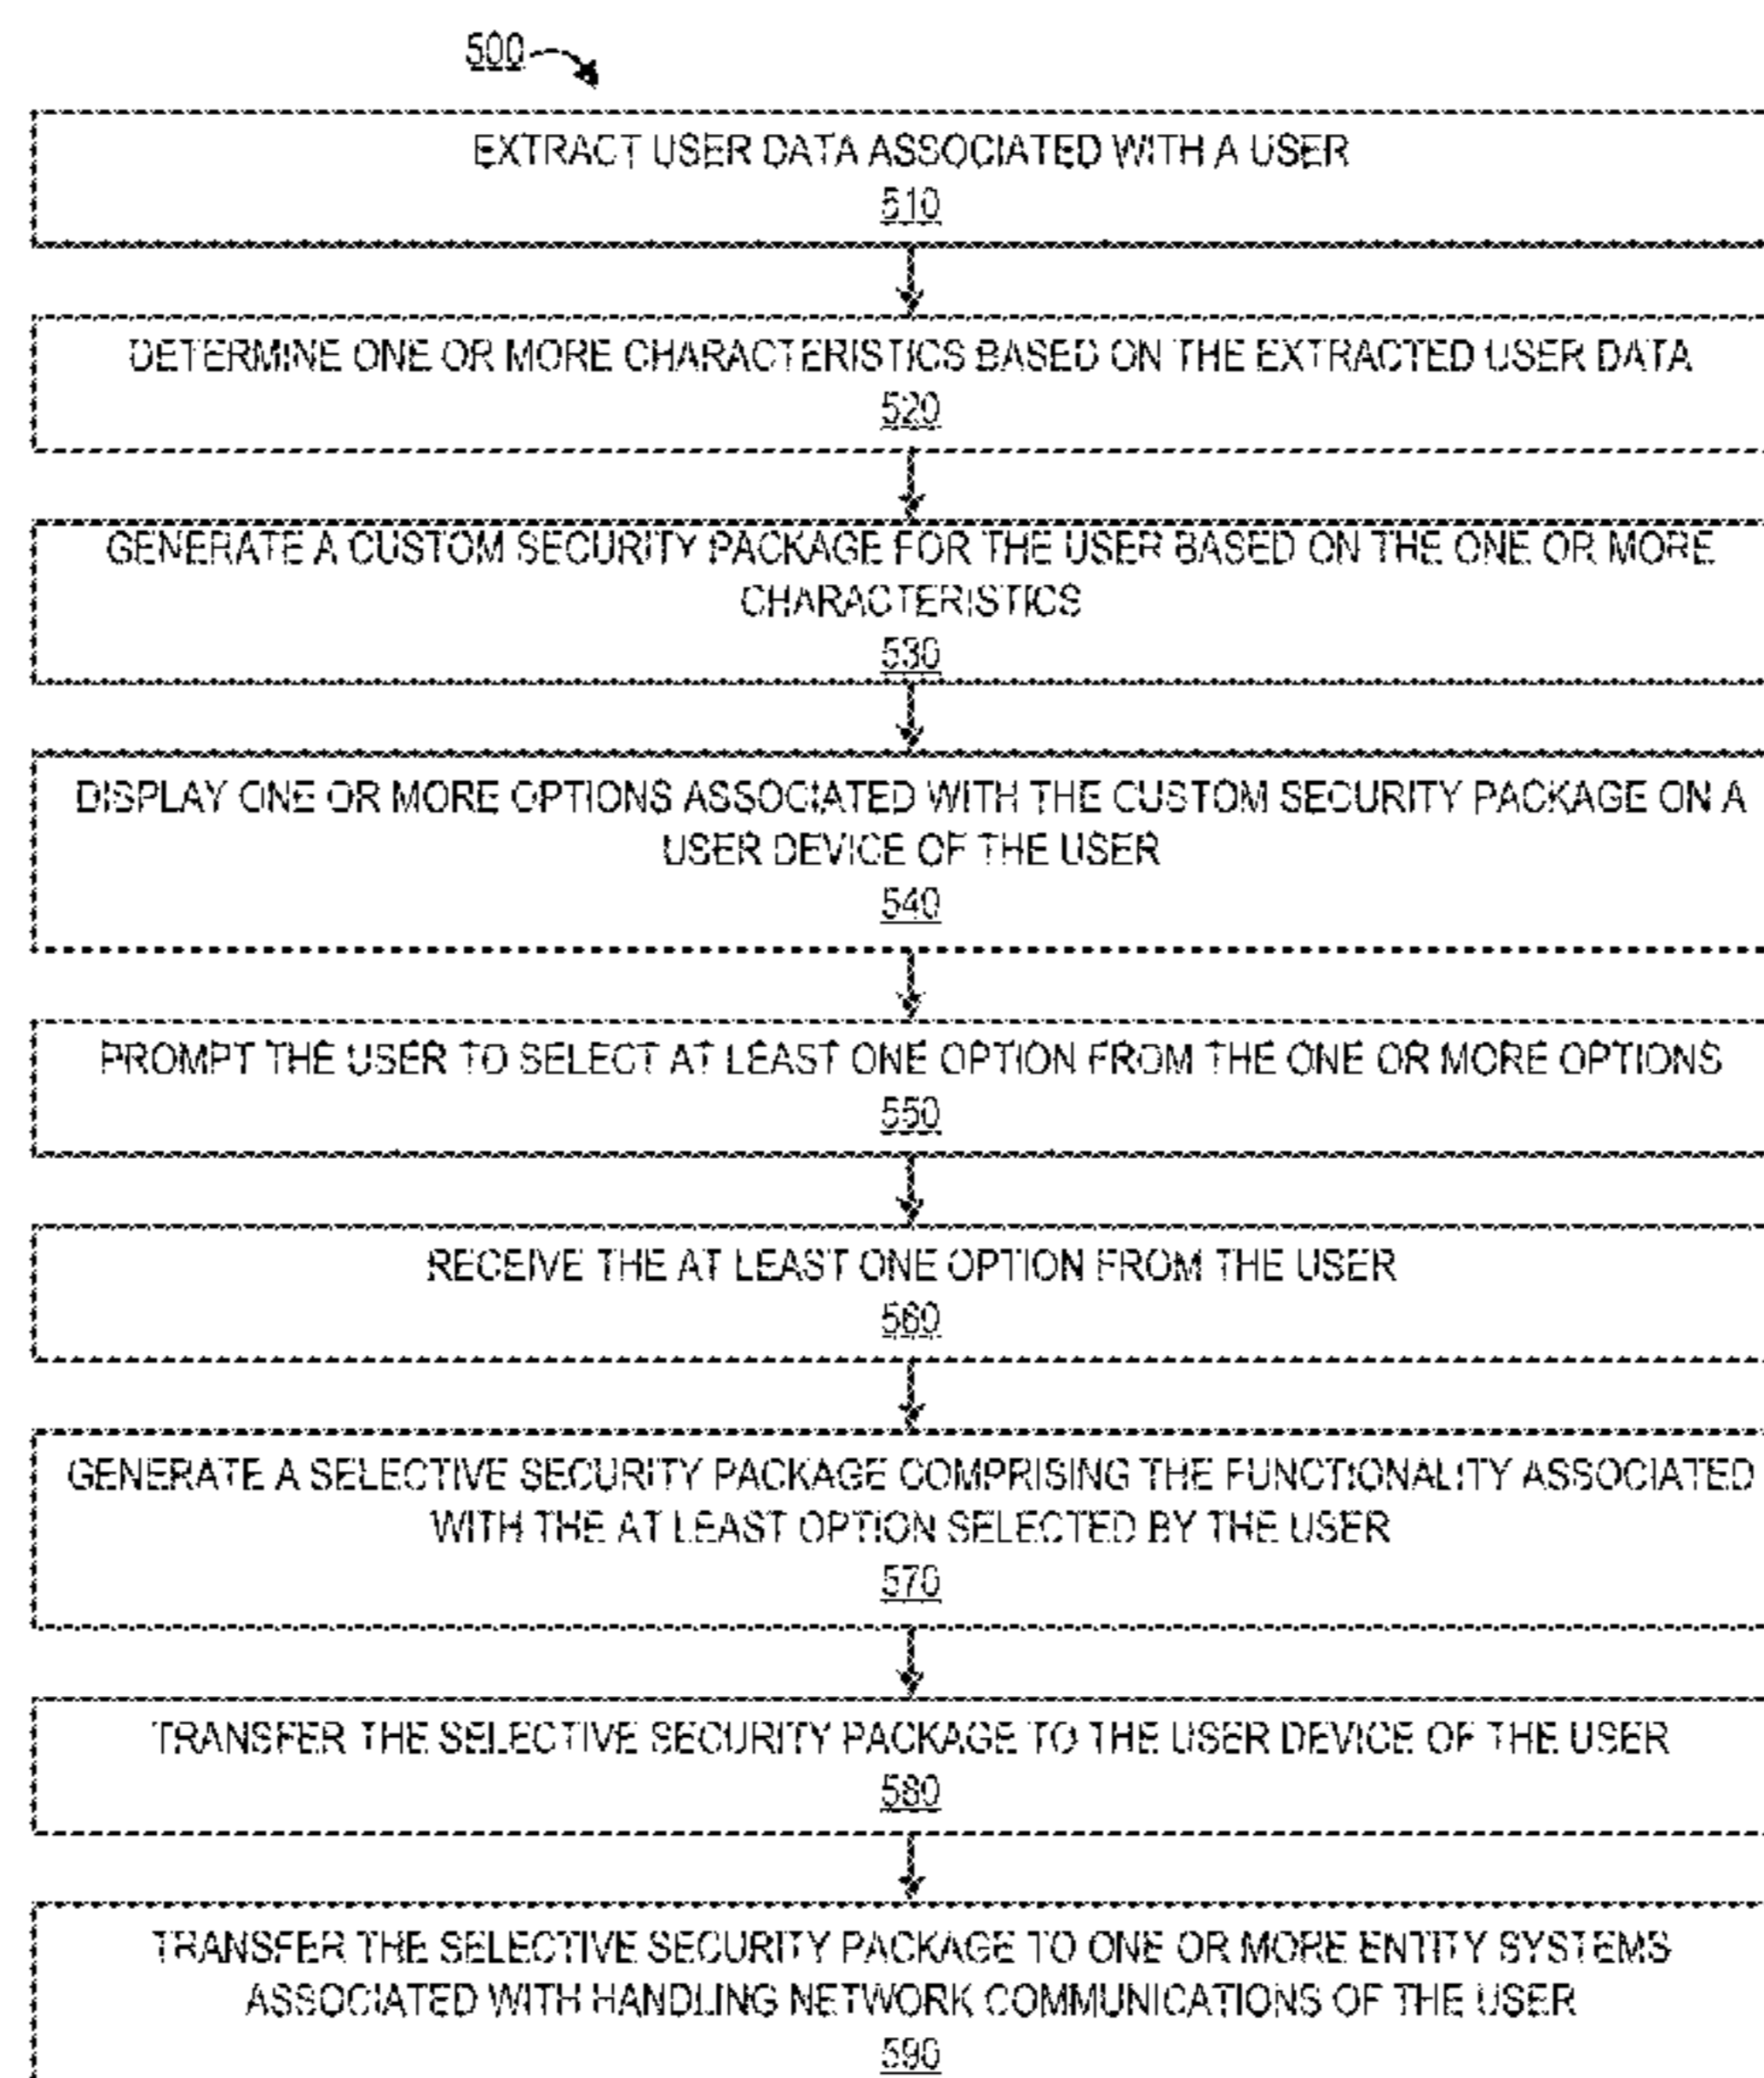 500
EXTRACT USER DATA ASSOCIATED WITH A USER
510
DETERMINE ONE OR MORE CHARACTERISTICS BASED ON THE EXTRACTED USER DATA
520
GENERATE A CUSTOM SECURITY PACKAGE FOR THE USER BASED ON THE ONE OR MORE
CHARACTERISTICS
530
DISPLAY ONE OR MORE OPTIONS ASSOCIATED WITH THE CUSTOM SECURITY PACKAGE ON A
USER DEVICE OF THE USER
540
PROMPT THE USER TO SELECT AT LEAST ONE OPTION FROM THE ONE OR MORE OPTIONS
550
RECEIVE THE AT LEAST ONE OPTION FROM THE USER
560
GENERATE A SELECTIVE SECURITY PACKAGE COMPRISING THE FUNCTIONALITY ASSOCIATED
WITH THE AT LEAST OPTION SELECTED BY THE USER
570
TRANSFER THE SELECTIVE SECURITY PACKAGE TO THE USER DEVICE OF THE USER
580
TRANSFER THE SELECTIVE SECURITY PACKAGE TO ONE OR MORE ENTITY SYSTEMS
ASSOCIATED WITH HANDLING NETWORK COMMUNICATIONS OF THE USER
590